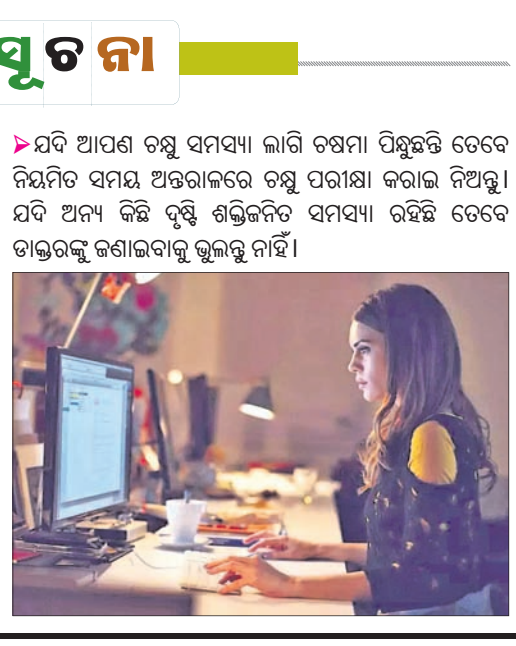 ସୂଚନା
➤ଯଦି ଆପଣ ଚକ୍ଷୁ ସମସ୍ୟା ଲାଗି ଚଷମା ପିନ୍ଧୁଛନ୍ତି ତେବେ
ନିୟମିତ ସମୟ ଅନ୍ତରାଳରେ ଚକ୍ଷୁ ପରୀକ୍ଷା କରାଇ ନିଅନ୍ତୁ।
ଯଦି ଅନ୍ୟ କିଛି ଦୃଷ୍ଟି ଶକ୍ତିଜନିତ ସମସ୍ୟା ରହିଛି ତେବେ
ଡାକ୍ତରଙ୍କୁ ଜଣାଇବାକୁ ଭୁଲନ୍ତୁ ନାହିଁ।